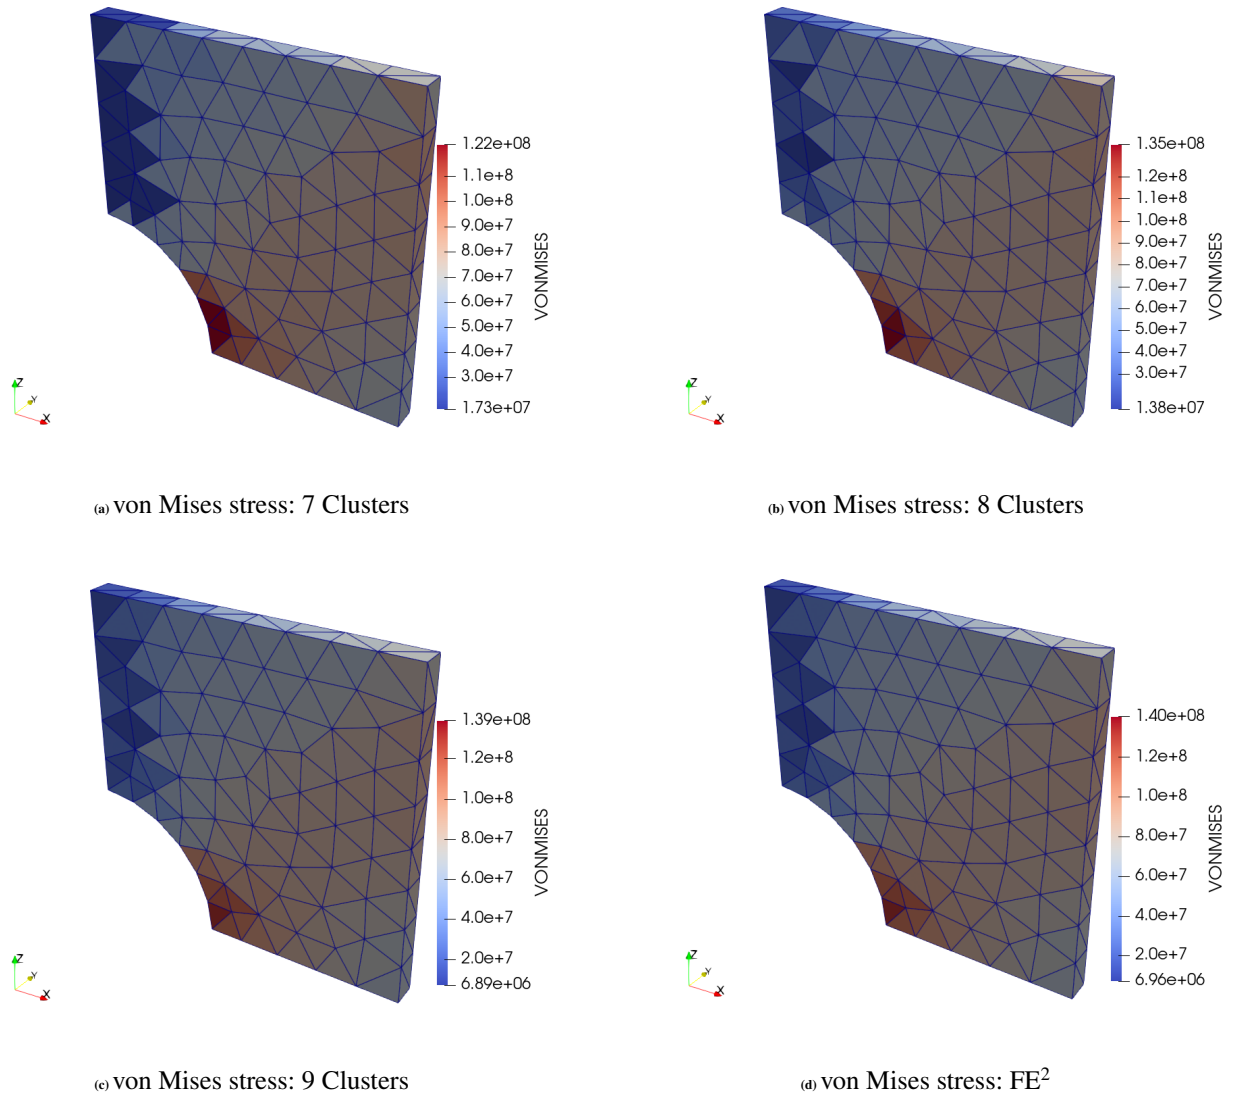 1.22e+08
1.1e+8
1.0e+8
9.0e+7
8.0e+7
7.0e+7
6.0e+7
5.0e+7
4.0e+7
3.0e+7
1.73e+07
VONMISES
Z
Y
X
(a) von Mises stress: 7 Clusters
1.35e+08
1.2e+8
1.1e+8
1.0e+8
9.0e+7
8.0e+7
7.0e+7
6.0e+7
5.0e+7
4.0e+7
3.0e+7
1.38e+07
VONMISES
Z
Y
X
(b) von Mises stress: 8 Clusters
1.39e+08
1.2e+8
1.0e+8
8.0e+7
6.0e+7
4.0e+7
2.0e+7
6.89e+06
VONMISES
Z
Y
X
(c) von Mises stress: 9 Clusters
1.40e+08
1.2e+8
1.0e+8
8.0e+7
6.0e+7
4.0e+7
2.0e+7
6.96e+06
VONMISES
Z
Y
X
(d) von Mises stress: FE²